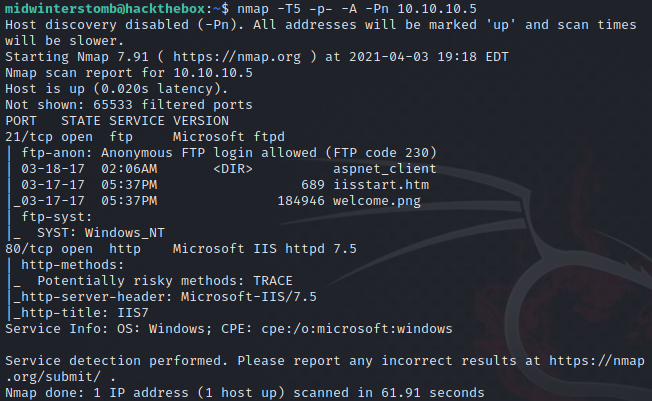 midwinterstomb@hackthebox:~$ nmap -T5 -p- -A -Pn 10.10.10.5
Host discovery disabled (-Pn). All addresses will be marked 'up' and scan times
will be slower.
Starting Nmap 7.91 ( https://nmap.org ) at 2021-04-03 19:18 EDT
Nmap scan report for 10.10.10.5
Host is up (0.020s latency).
Not shown: 65533 filtered ports
PORT   STATE SERVICE VERSION
21/tcp open  ftp     Microsoft ftpd
| ftp-anon: Anonymous FTP login allowed (FTP code 230)
| 03-18-17  02:06AM       <DIR>          aspnet_client
| 03-17-17  05:37PM                  689 iisstart.htm
|_03-17-17  05:37PM               184946 welcome.png
| ftp-syst:
|_  SYST: Windows_NT
80/tcp open  http    Microsoft IIS httpd 7.5
| http-methods:
|_  Potentially risky methods: TRACE
|_http-server-header: Microsoft-IIS/7.5
|_http-title: IIS7
Service Info: OS: Windows; CPE: cpe:/o:microsoft:windows

Service detection performed. Please report any incorrect results at https://nmap
.org/submit/ .
Nmap done: 1 IP address (1 host up) scanned in 61.91 seconds